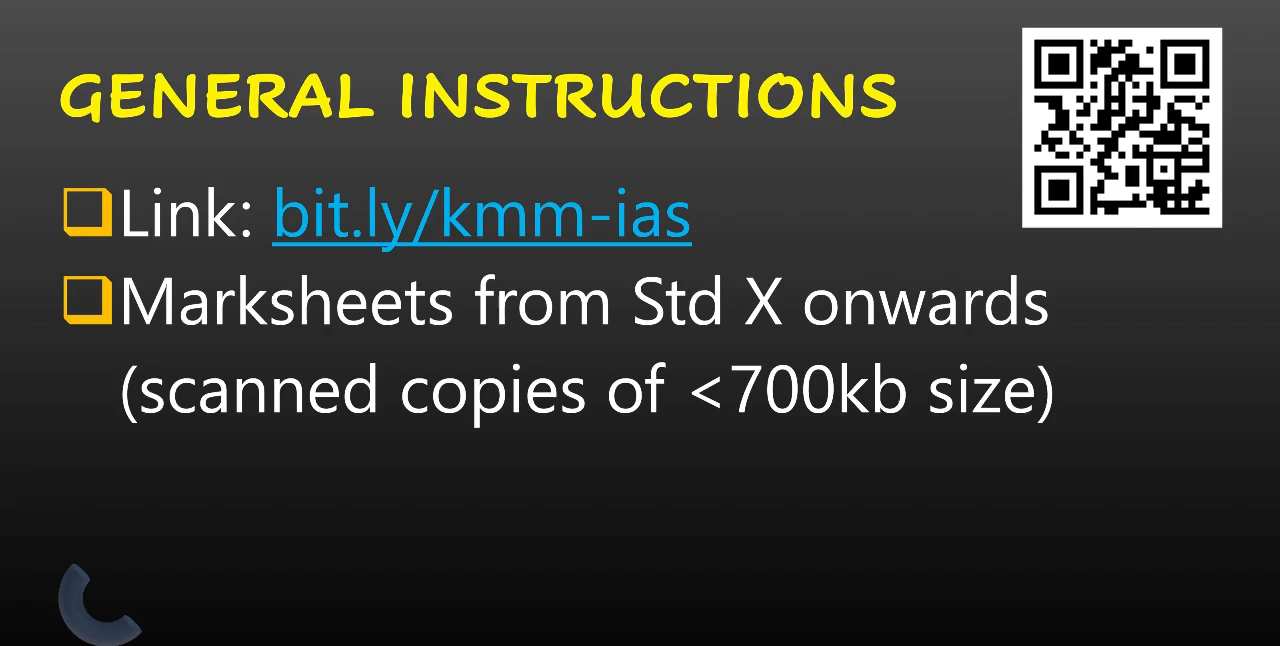 GENERAL INSTRUCTIONS
Link: bit.ly/kmm-ias
Marksheets from Std X onwards
(scanned copies of <700kb size)